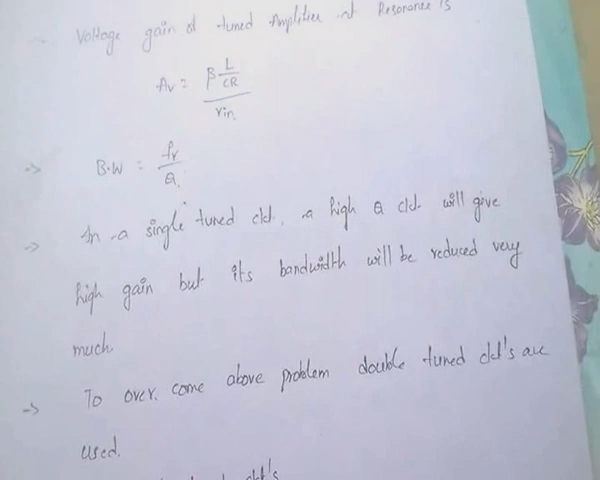 Voltage gain of tuned Amplifier at Resonance is
Av = β L/CR / rin
-> B.W = fr/Q
-> In a single tuned ckt, a high Q ckt will give
high gain but its bandwidth will be reduced very
much
-> To over come above problem double tuned ckt's are
used.
ckt's